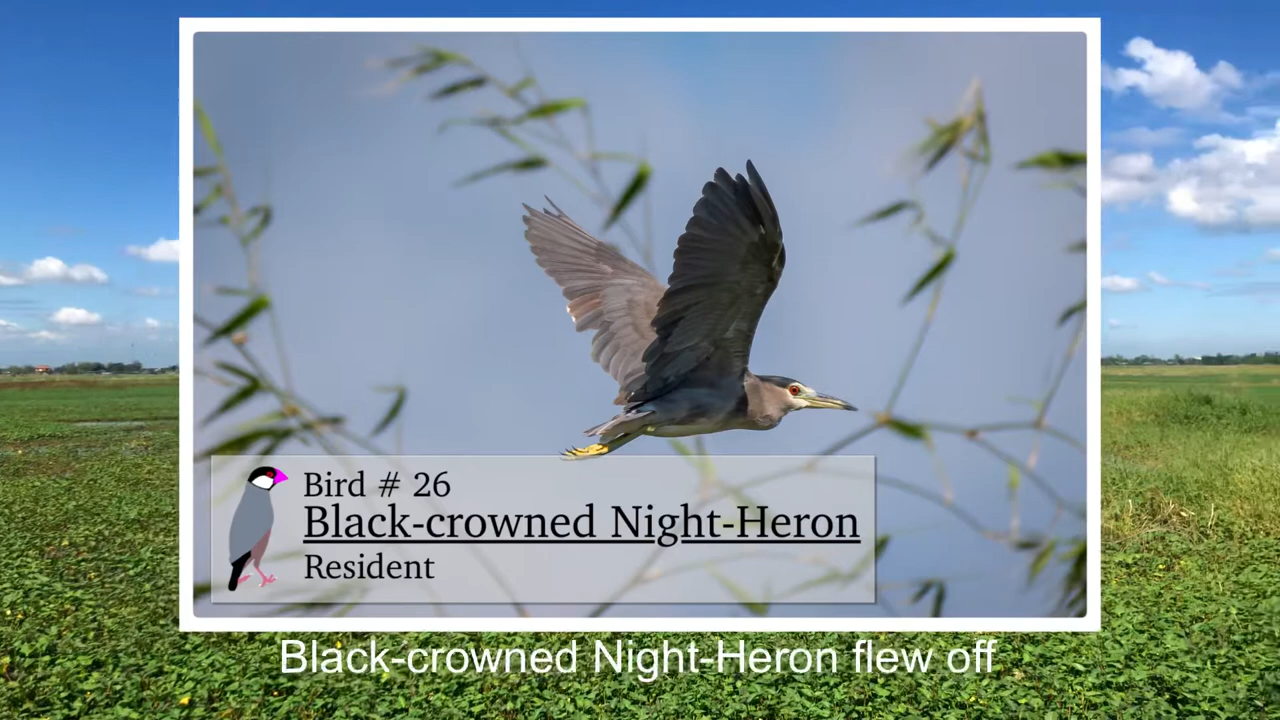 Bird # 26
Black-crowned Night-Heron
Resident
Black-crowned Night-Heron flew off